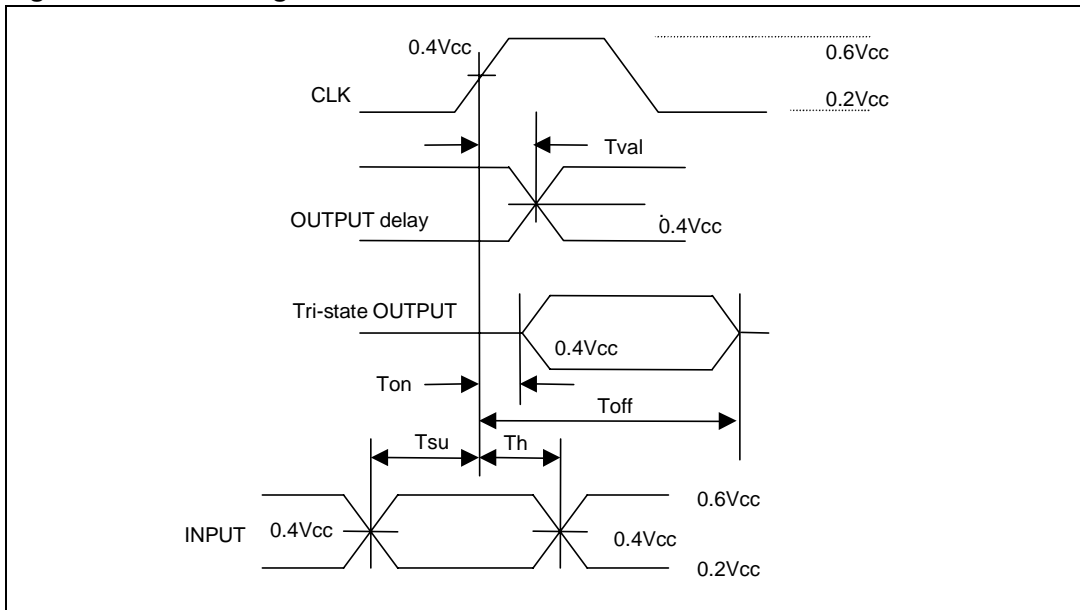 0.4Vcc
0.6Vcc
CLK
0.2Vcc
Tval
OUTPUT delay
0.4Vcc
Tri-state OUTPUT
0.4Vcc
Ton
Toff
Tsu
Th
0.6Vcc
INPUT
0.4Vcc
0.4Vcc
0.2Vcc